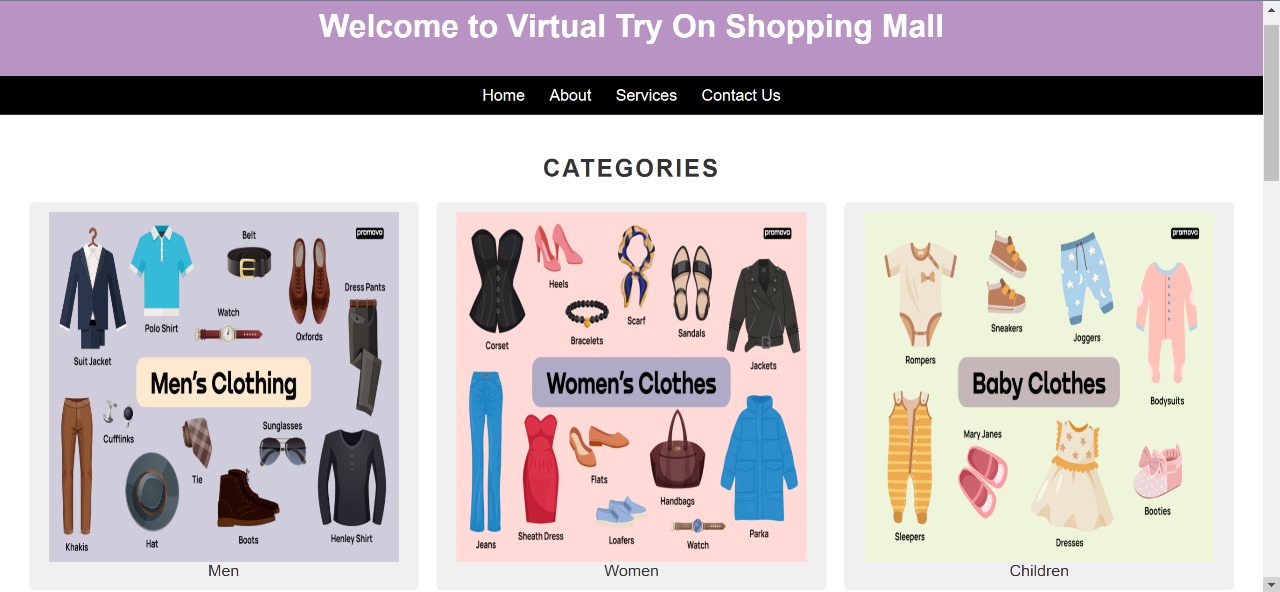 Welcome to Virtual Try On Shopping Mall
Home About Services Contact Us
CATEGORIES
promova
Belt
Dress Pants
Watch
Polo Shirt
Oxfords
Suit Jacket
Men's Clothing
Cufflinks
Sunglasses
Tie
Khakis
Hat
Boots
Henley Shirt
Men
promova
Heels
Scarf
Sandals
Bracelets
Corset
Jackets
Women's Clothes
Flats
Handbags
Jeans
Sheath Dress
Loafers
Watch
Parka
Women
promova
Sneakers
Joggers
Rompers
Bodysuits
Baby Clothes
Mary Janes
Booties
Sleepers
Dresses
Children